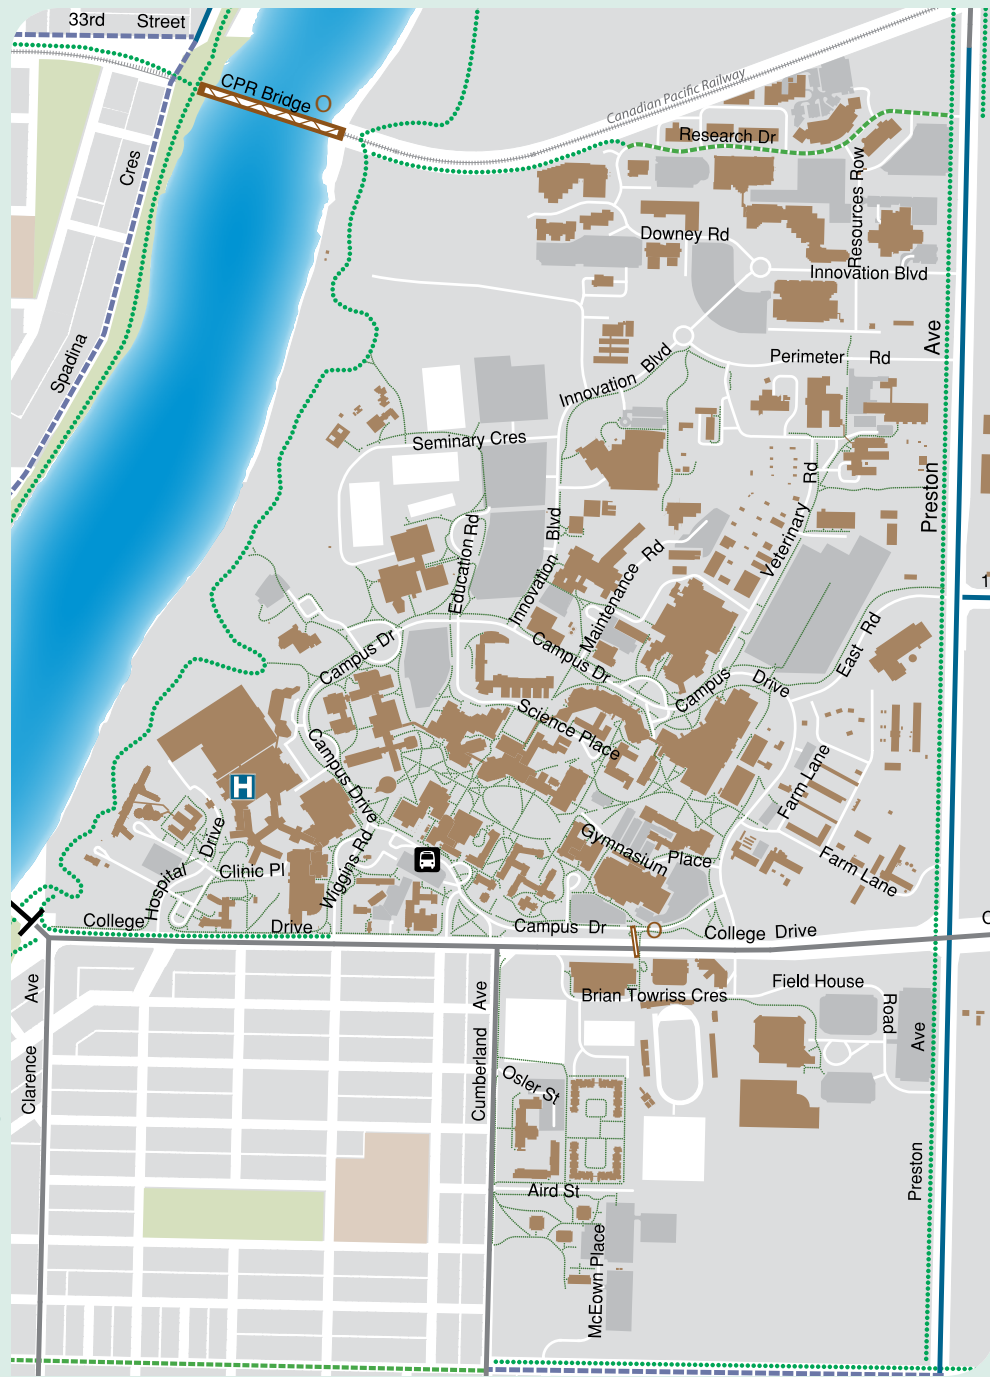 33rd Street
CPR Bridge
Canadian Pacific Railway
Research Dr
Cres
Resources Row
Downey Rd
Innovation Blvd
Ave
Spadina
Perimeter Rd
Innovation Blvd
Seminary Cres
Rd
Preston
Education Rd
Innovation Blvd
Veterinary
Maintenance Rd
East Rd
Campus Dr
Campus Dr
Campus Drive
Science Place
Campus Drive
H
Farm Lane
Drive
Gymnasium Place
Farm Lane
Clinic Pl
Hospital
Wiggins Rd
College Drive
Campus Dr
College Drive
C
Ave
Ave
Brian Towriss Cres
Field House
Road
Ave
Clarence
Cumberland
Osler St
Preston
Aird St
McEown Place
1